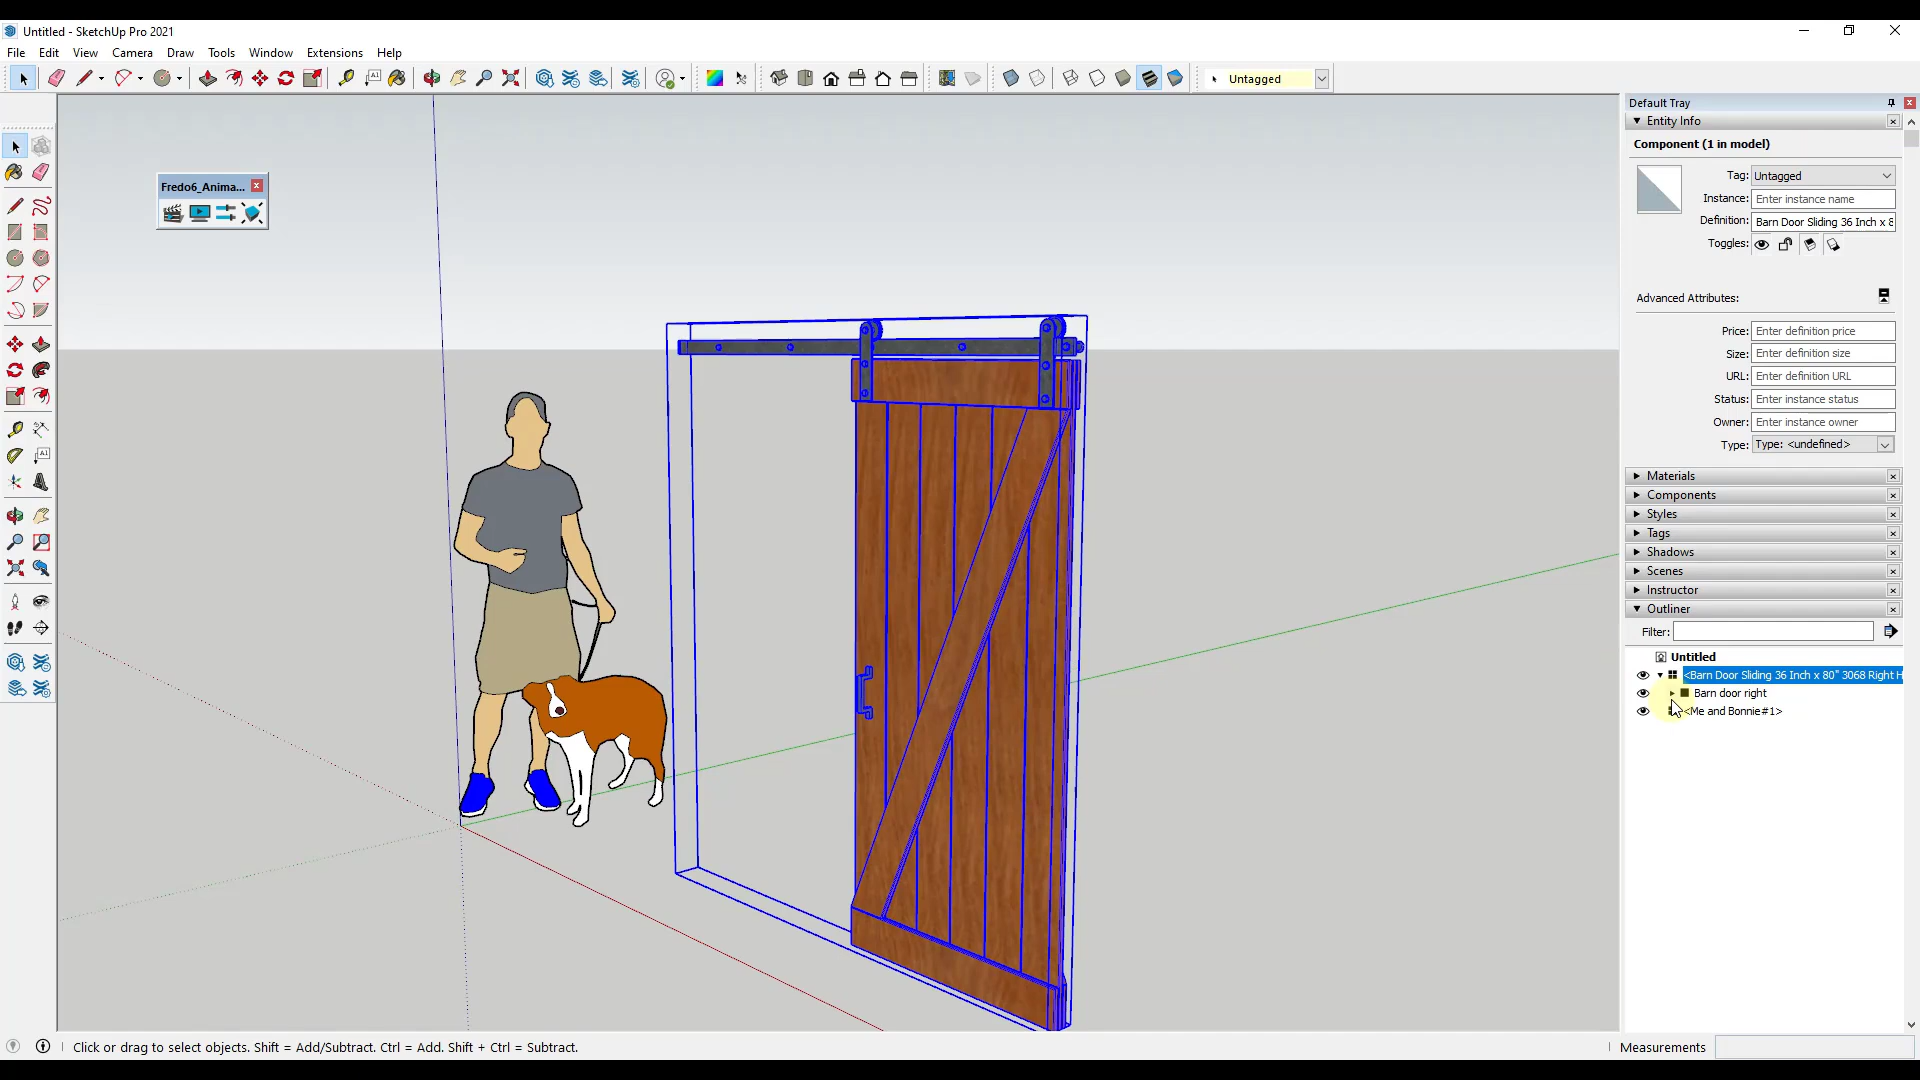 Untitled - SketchUp Pro 2021
File Edit View Camera Draw Tools Window Extensions Help
Untagged
Default Tray
Entity Info
Component (1 in model)
Tag: Untagged
Instance: Enter instance name
Definition: Barn Door Sliding 36 Inch x 8
Toggles:
Advanced Attributes:
Price: Enter definition price
Size: Enter definition size
URL: Enter definition URL
Status: Enter instance status
Owner: Enter instance owner
Type: Type: <undefined>
Materials
Components
Styles
Tags
Shadows
Scenes
Instructor
Outliner
Filter:
Untitled
<Barn Door Sliding 36 Inch x 80" 3068 Right H
Barn door right
<Me and Bonnie#1>
Fredo6_Anima...
A1
A1
Click or drag to select objects. Shift = Add/Subtract. Ctrl = Add. Shift + Ctrl = Subtract.
Measurements